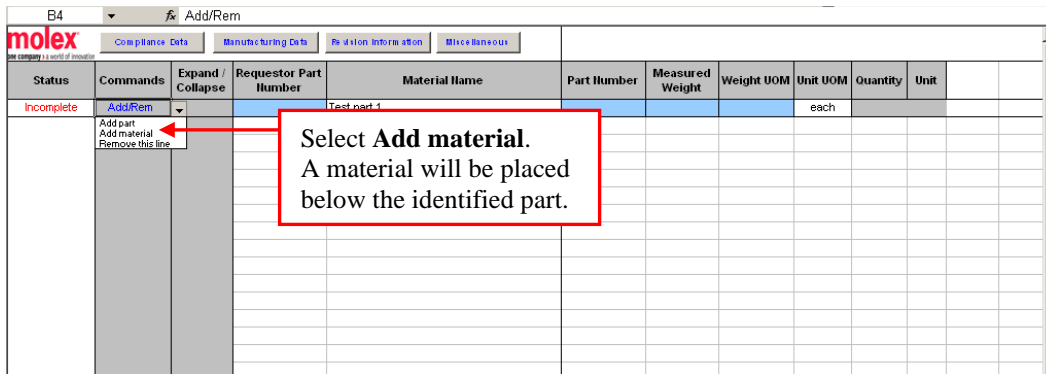 B4 fx Add/Rem
molex Compliance Data Manufacturing Data Revision Information Miscellaneous
one company > a world of innovation
Status Commands Expand / Collapse Requestor Part Number Material Name Part Number Measured Weight Weight UOM Unit UOM Quantity Unit
Incomplete Add/Rem Test part 1 each
Add part
Add material
Remove this line
Select Add material.
A material will be placed
below the identified part.